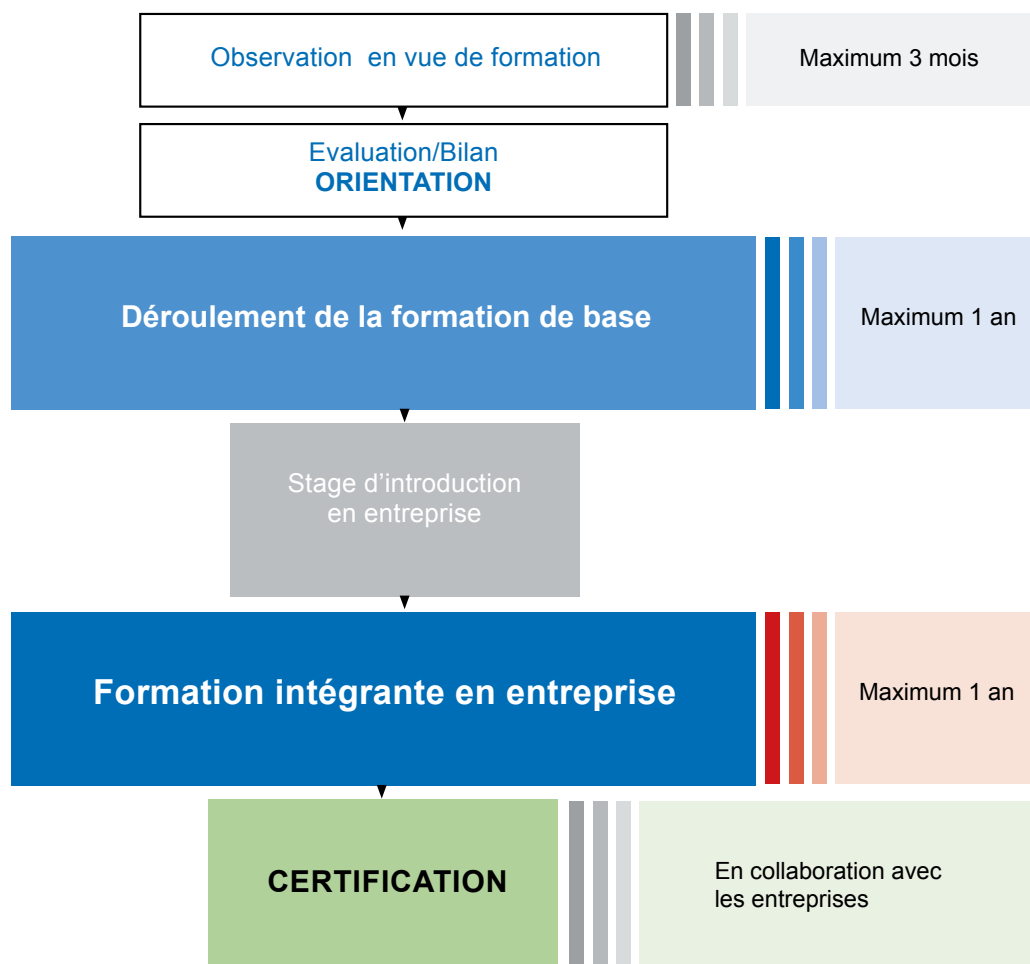 Observation en vue de formation
Maximum 3 mois
Evaluation/Bilan
ORIENTATION
Déroulement de la formation de base
Maximum 1 an
Stage d’introduction
en entreprise
Formation intégrante en entreprise
Maximum 1 an
CERTIFICATION
En collaboration avec
les entreprises